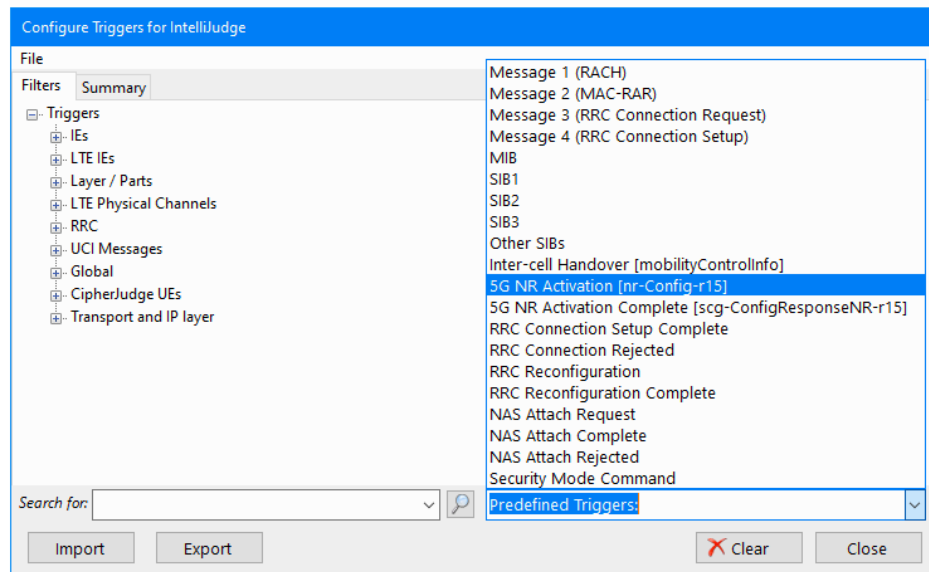 Configure Triggers for IntelliJudge
File
Filters
Summary
Triggers
IEs
LTE IEs
Layer / Parts
LTE Physical Channels
RRC
UCI Messages
Global
CipherJudge UEs
Transport and IP layer
Message 1 (RACH)
Message 2 (MAC-RAR)
Message 3 (RRC Connection Request)
Message 4 (RRC Connection Setup)
MIB
SIB1
SIB2
SIB3
Other SIBs
Inter-cell Handover [mobilityControlInfo]
5G NR Activation [nr-Config-r15]
5G NR Activation Complete [scg-ConfigResponseNR-r15]
RRC Connection Setup Complete
RRC Connection Rejected
RRC Reconfiguration
RRC Reconfiguration Complete
NAS Attach Request
NAS Attach Complete
NAS Attach Rejected
Security Mode Command
Search for:
Predefined Triggers:
Import
Export
Clear
Close